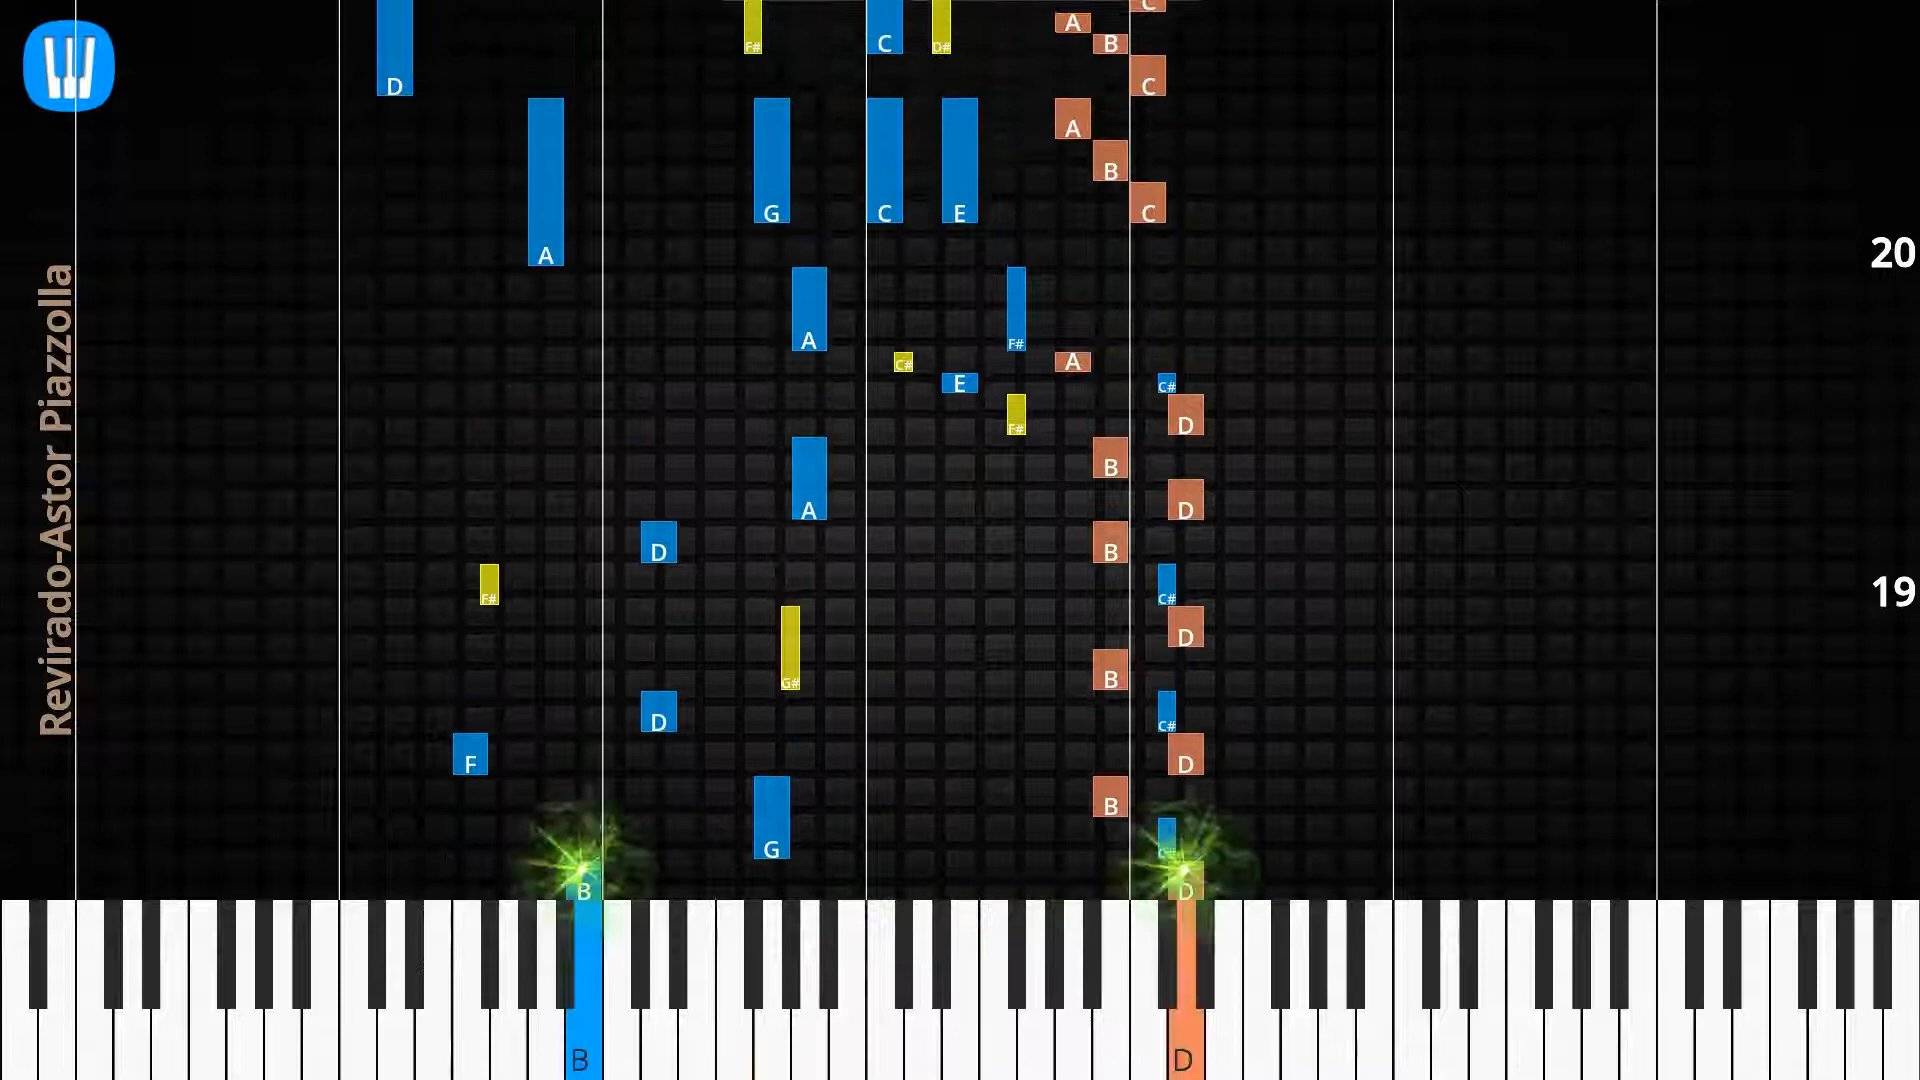 C
A
F# C D# B
D C
A
B
G C E C
A
20
A F#
C# A
E C#
F# D
B
A D
D B
F# C#
19
D
G# B
D C#
F D
B
G
B D
Revirado-Astor Piazzolla
B D